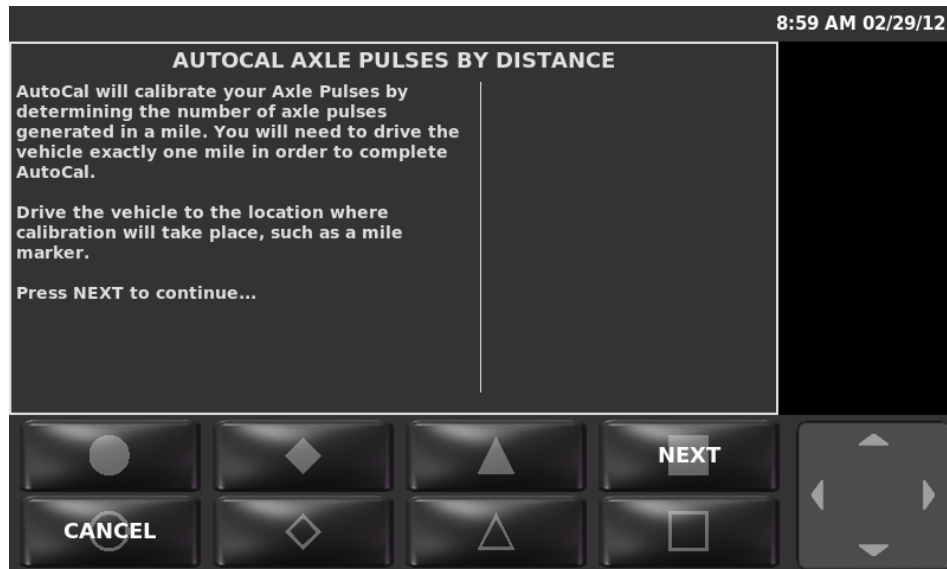 8:59 AM 02/29/12
AUTOCAL AXLE PULSES BY DISTANCE
AutoCal will calibrate your Axle Pulses by
determining the number of axle pulses
generated in a mile. You will need to drive the
vehicle exactly one mile in order to complete
AutoCal.
Drive the vehicle to the location where
calibration will take place, such as a mile
marker.
Press NEXT to continue...
NEXT
CANCEL